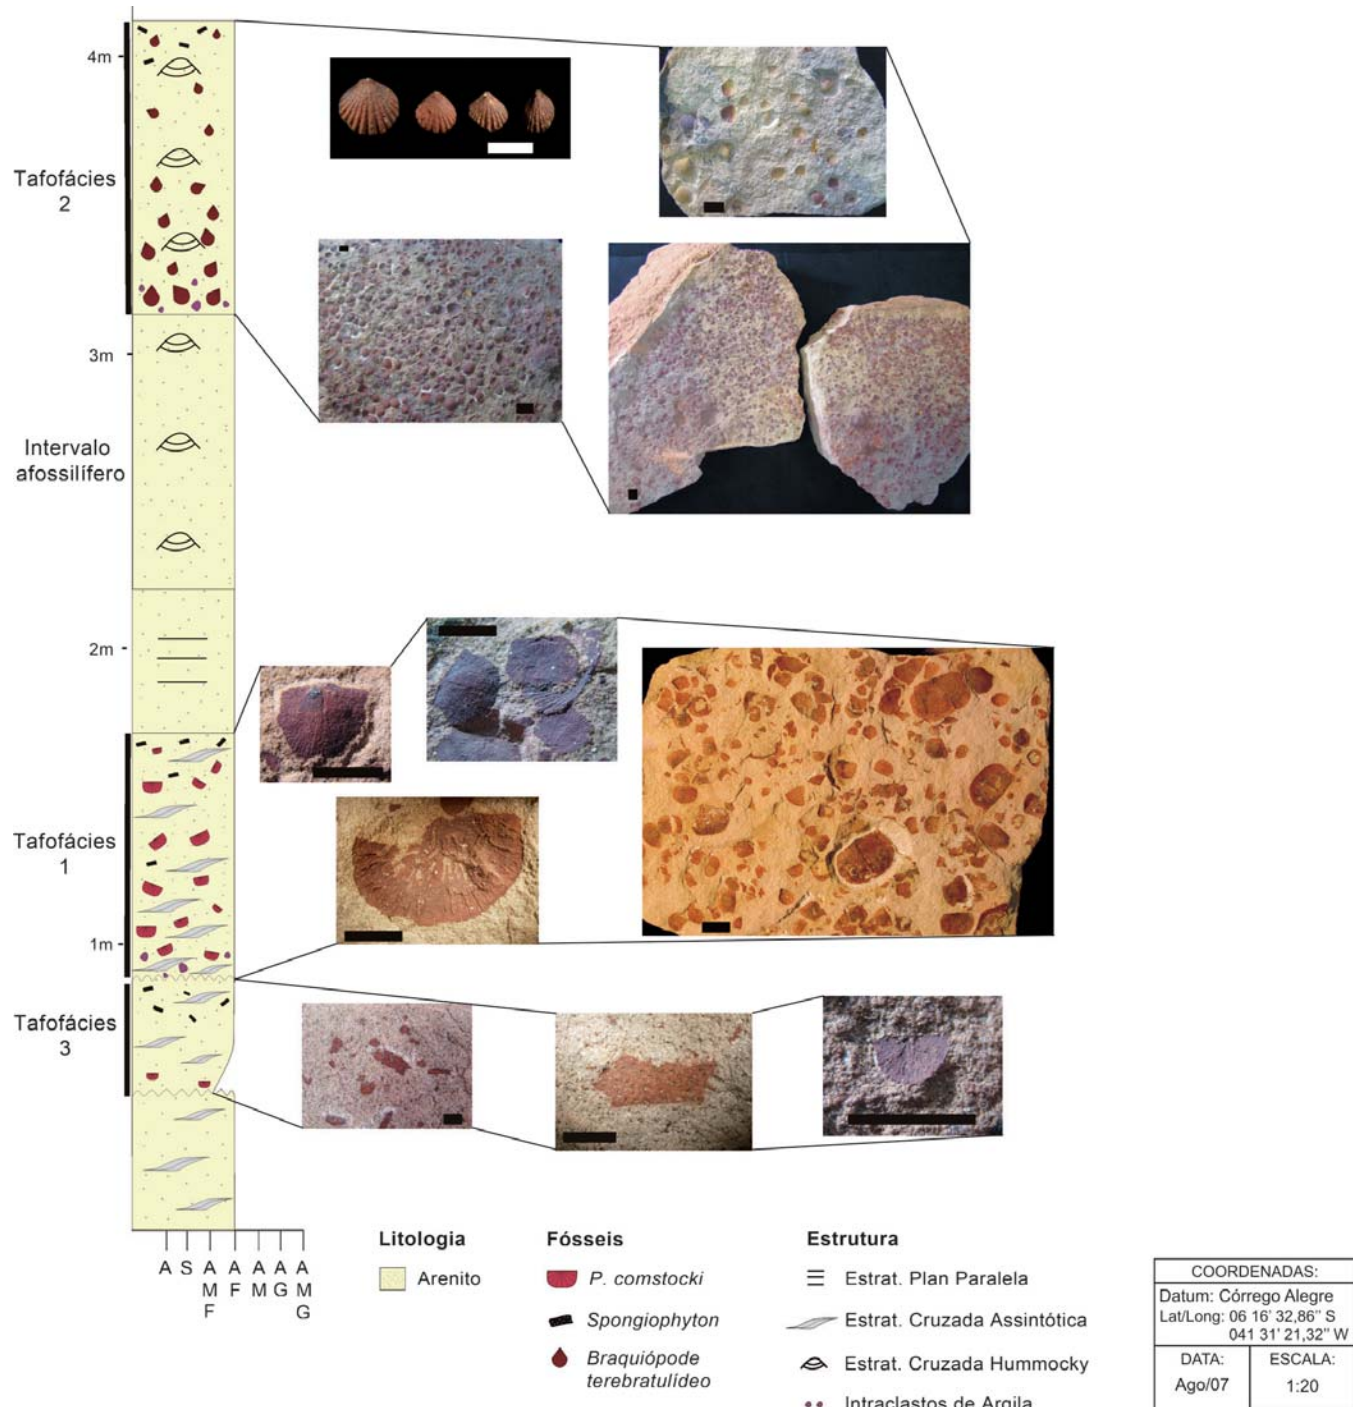 4m
Tafofácies
2
3m
Intervalo
afossilífero
2m
Tafofácies
1
1m
Tafofácies
3
A S A A A A A
M F M G M
F G
Litologia
Arenito
Fósseis
P. comstocki
Spongiophyton
Braquiópode
terebratulídeo
Estrutura
Estrat. Plan Paralela
Estrat. Cruzada Assintótica
Estrat. Cruzada Hummocky
Intraclastos de Argila
COORDENADAS:
Datum: Córrego Alegre
Lat/Long: 06 16' 32,86" S
041 31' 21,32" W
DATA:
Ago/07
ESCALA:
1:20